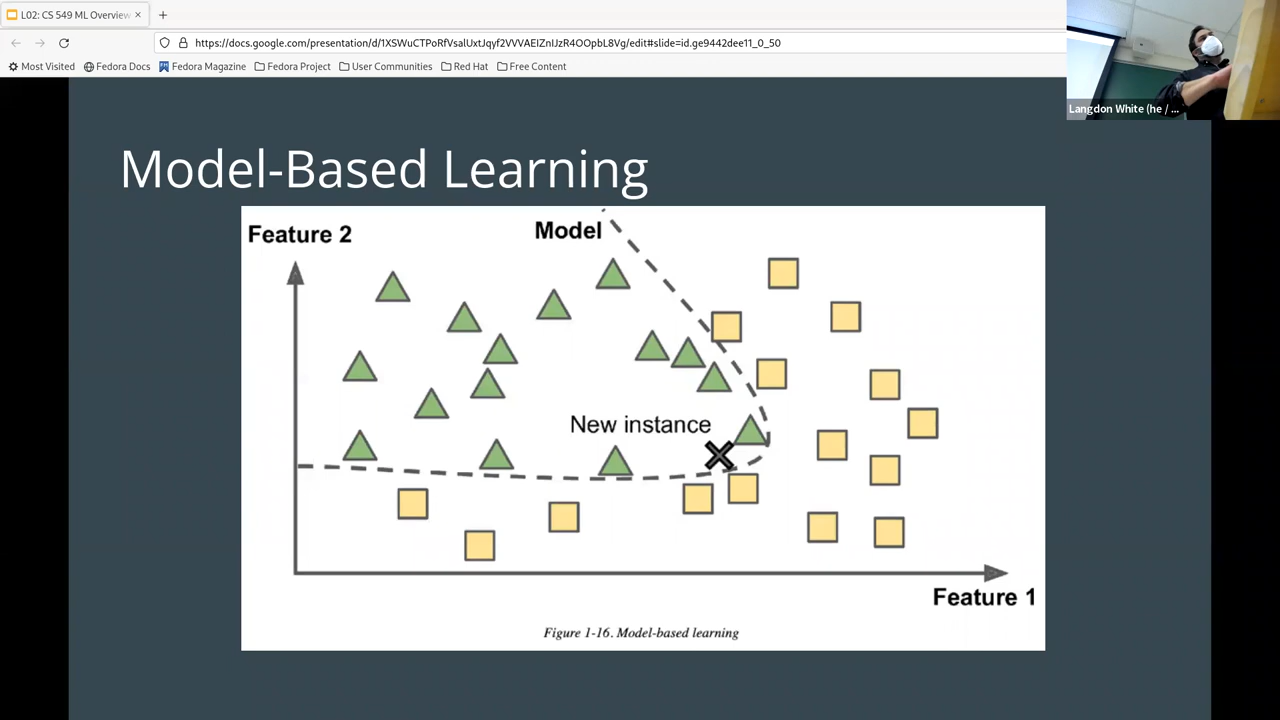 L02: CS 549 ML Overview
https://docs.google.com/presentation/d/1XSWuCTPoRfVsalUxtJqyf2VVVAEIZnIJzR4OOpbL8Vg/edit#slide=id.ge9442dee11_0_50
Most Visited Fedora Docs Fedora Magazine Fedora Project User Communities Red Hat Free Content
Langdon White (he / ...
Model-Based Learning
Feature 2
Model
New instance
Feature 1
Figure 1-16. Model-based learning